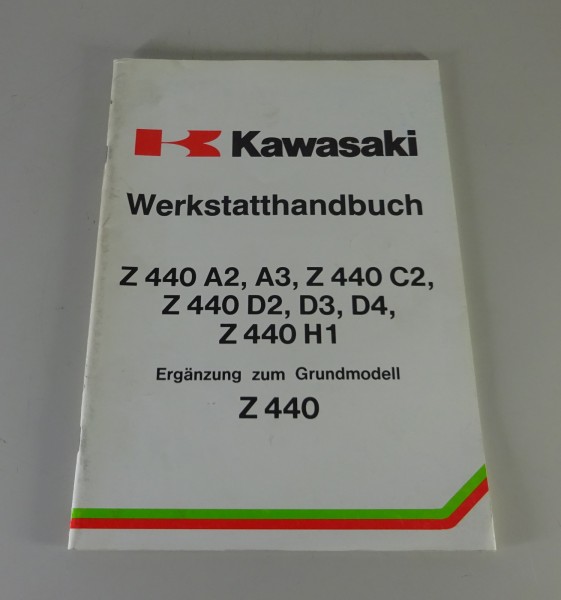 Kawasaki
Werkstatthandbuch
Z 440 A2, A3, Z 440 C2,
Z 440 D2, D3, D4,
Z 440 H1
Ergänzung zum Grundmodell
Z 440